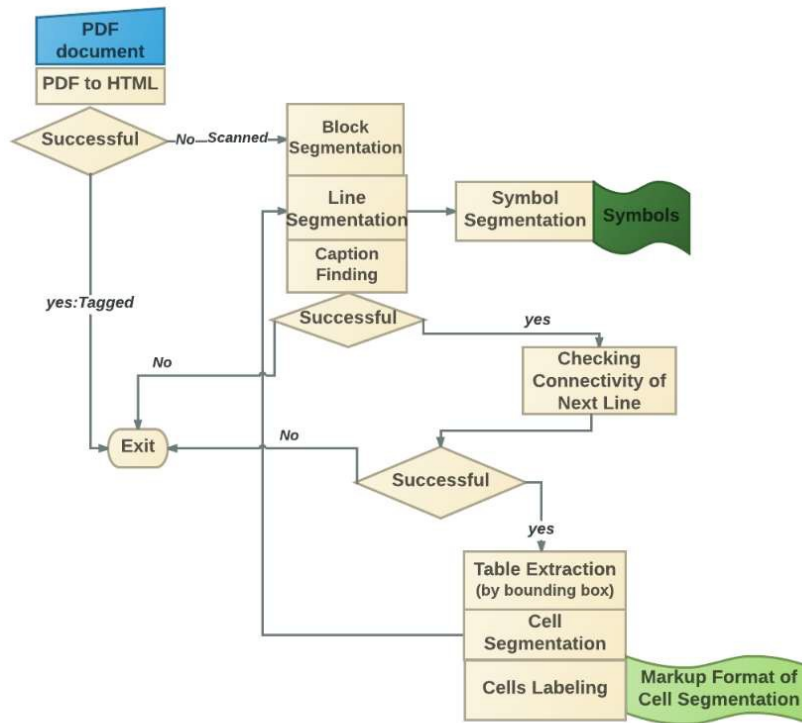 PDF
document
PDF to HTML
Successful
No
Scanned
Block
Segmentation
Line
Segmentation
Symbol
Segmentation
Symbols
Caption
Finding
yes:Tagged
Successful
yes
No
Checking
Connectivity of
Next Line
Exit
No
Successful
yes
Table Extraction
(by bounding box)
Cell
Segmentation
Cells Labeling
Markup Format of
Cell Segmentation